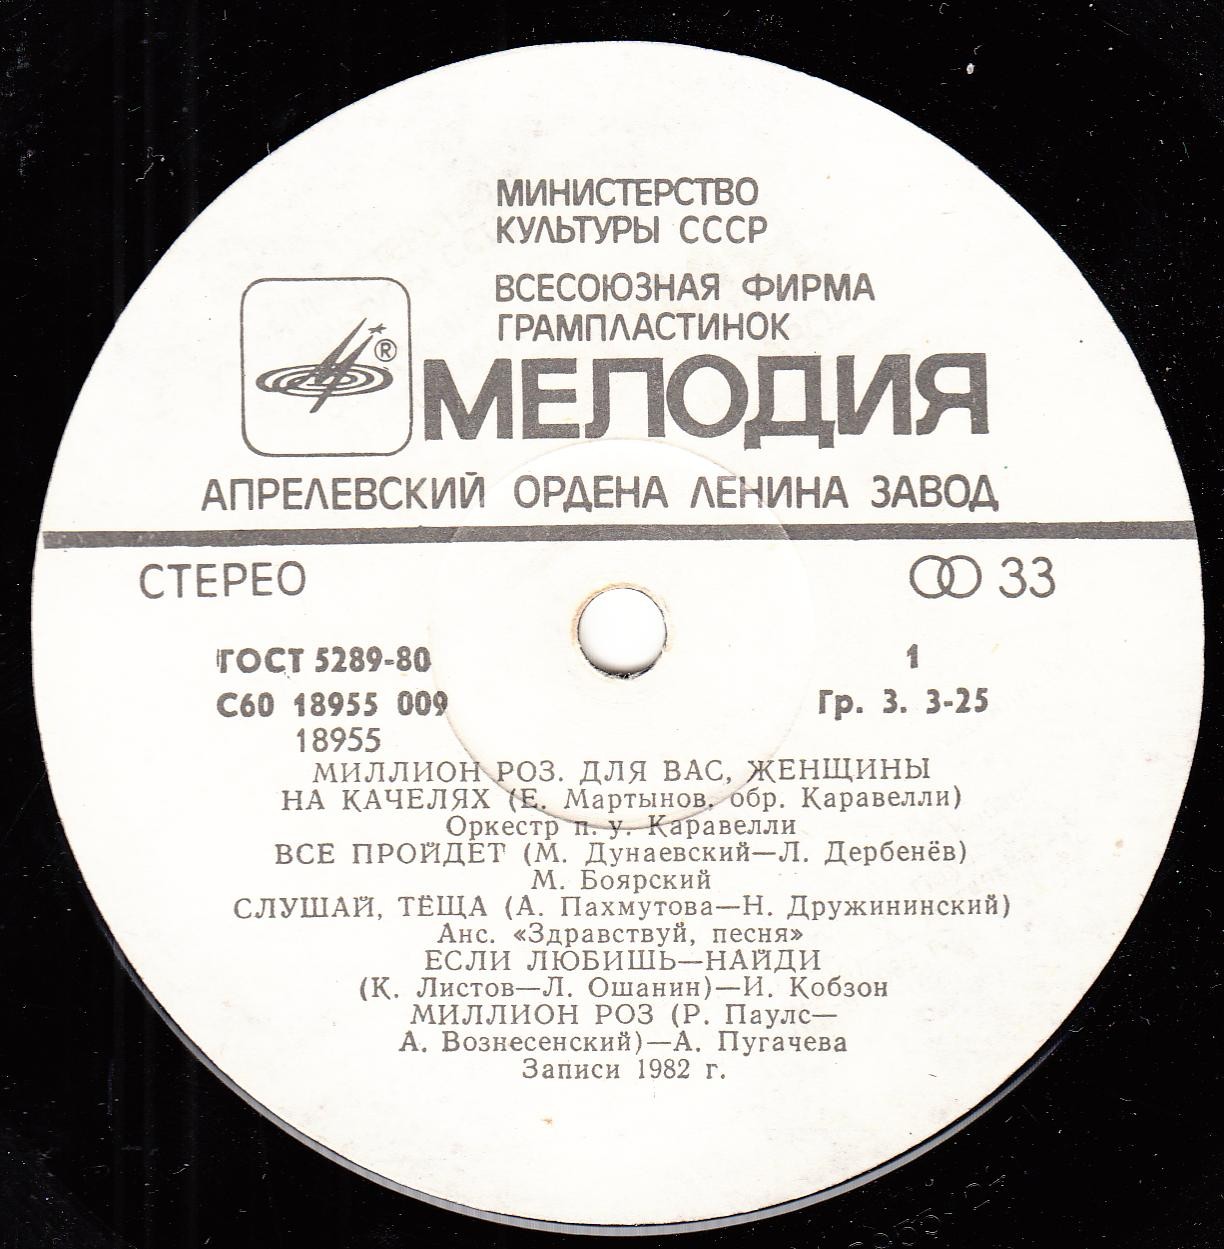 МИНИСТЕРСТВО
КУЛЬТУРЫ СССР
ВСЕСОЮЗНАЯ ФИРМА
ГРАМПЛАСТИНОК
®
МЕЛОДИЯ
АПРЕЛЕВСКИЙ ОРДЕНА ЛЕНИНА ЗАВОД
СТЕРЕО 33
ГОСТ 5289-80 1
С60 18955 009 Гр. 3. 3-25
18955
МИЛЛИОН РОЗ. ДЛЯ ВАС, ЖЕНЩИНЫ
НА КАЧЕЛЯХ (Е. Мартынов, обр. Каравелли)
Оркестр п. у. Каравелли
ВСЕ ПРОЙДЕТ (М. Дунаевский—Л. Дербенёв)
М. Боярский
СЛУШАЙ, ТЁЩА (А. Пахмутова—Н. Дружининский)
Анс. «Здравствуй, песня»
ЕСЛИ ЛЮБИШЬ—НАЙДИ
(К. Листов—Л. Ошанин)—И. Кобзон
МИЛЛИОН РОЗ (Р. Паулс—
А. Вознесенский)—А. Пугачева
Записи 1982 г.